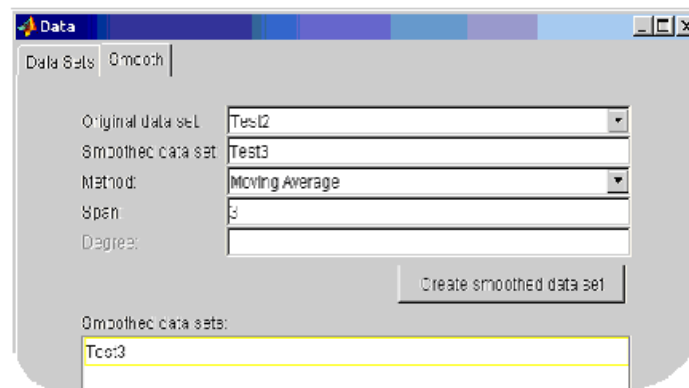 Data
Data Sets Smooth
Original data set Test2
Smoothed data set Test3
Method: Moving Average
Span: 3
Degree:
Create smoothed data set
Smoothed data sets:
Test3